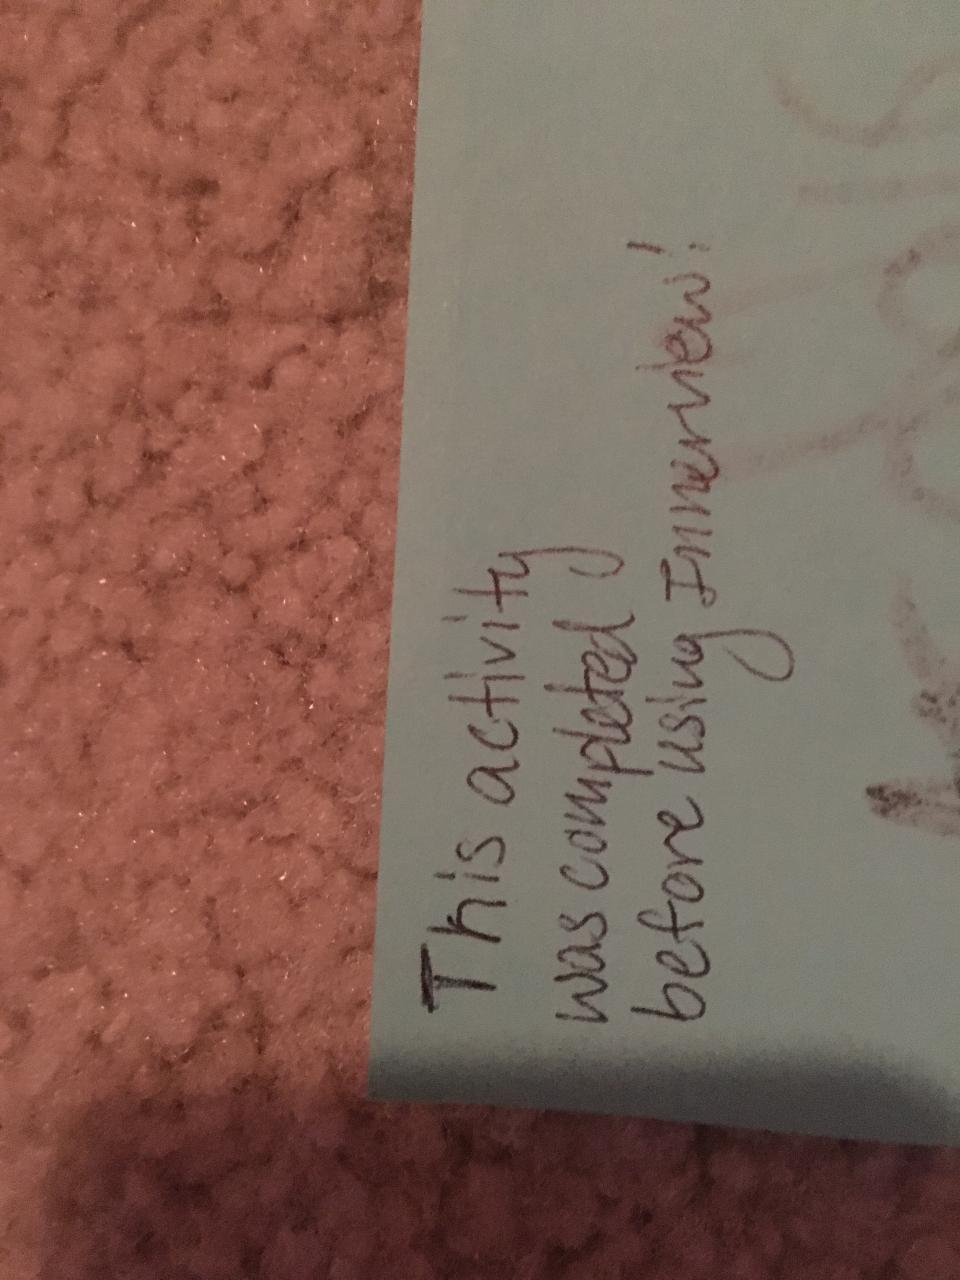 This activity
was completed
before using Innerview!